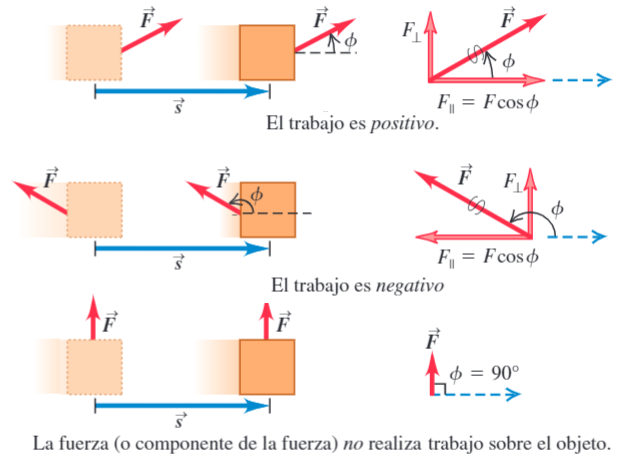 F⃗ F⃗ ϕ F⊥ F⃗ ϕ
s⃗ F∥ = F cos ϕ
El trabajo es positivo.
F⃗ F⃗ ϕ F⃗ F⊥ ϕ
s⃗ F∥ = F cos ϕ
El trabajo es negativo
F⃗ F⃗ F⃗
ϕ = 90°
s⃗
La fuerza (o componente de la fuerza) no realiza trabajo sobre el objeto.